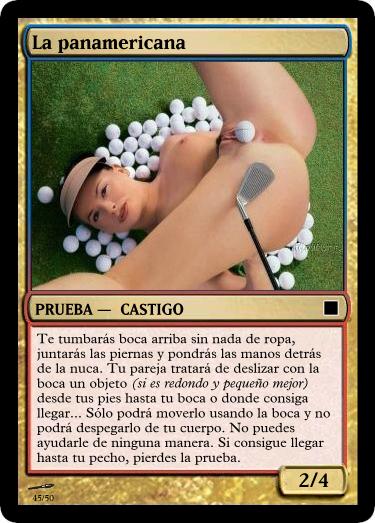 La panamericana
PRUEBA — CASTIGO
Te tumbarás boca arriba sin nada de ropa,
juntarás las piernas y pondrás las manos detrás
de la nuca. Tu pareja tratará de deslizar con la
boca un objeto (si es redondo y pequeño mejor)
desde tus pies hasta tu boca o donde consiga
llegar... Sólo podrá moverlo usando la boca y no
podrá despegarlo de tu cuerpo. No puedes
ayudarle de ninguna manera. Si consigue llegar
hasta tu pecho, pierdes la prueba.
2/4
45/50